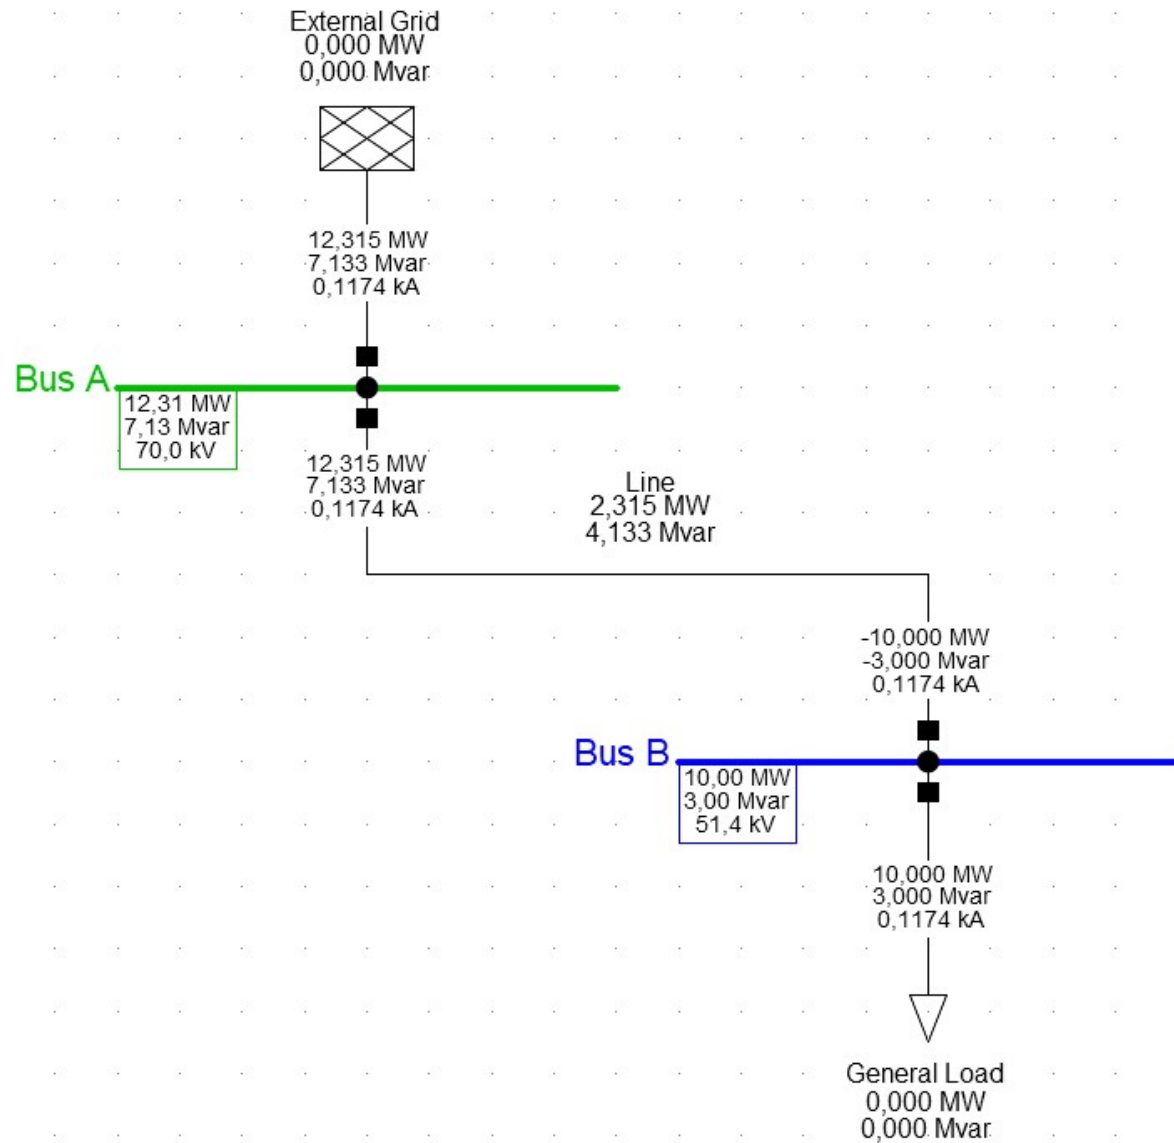 External Grid
0,000 MW
0,000 Mvar
12,315 MW
7,133 Mvar
0,1174 kA
Bus A
12,31 MW
7,13 Mvar
70,0 kV
12,315 MW
7,133 Mvar
0,1174 kA
Line
2,315 MW
4,133 Mvar
-10,000 MW
-3,000 Mvar
0,1174 kA
Bus B
10,00 MW
3,00 Mvar
51,4 kV
10,000 MW
3,000 Mvar
0,1174 kA
General Load
0,000 MW
0,000 Mvar